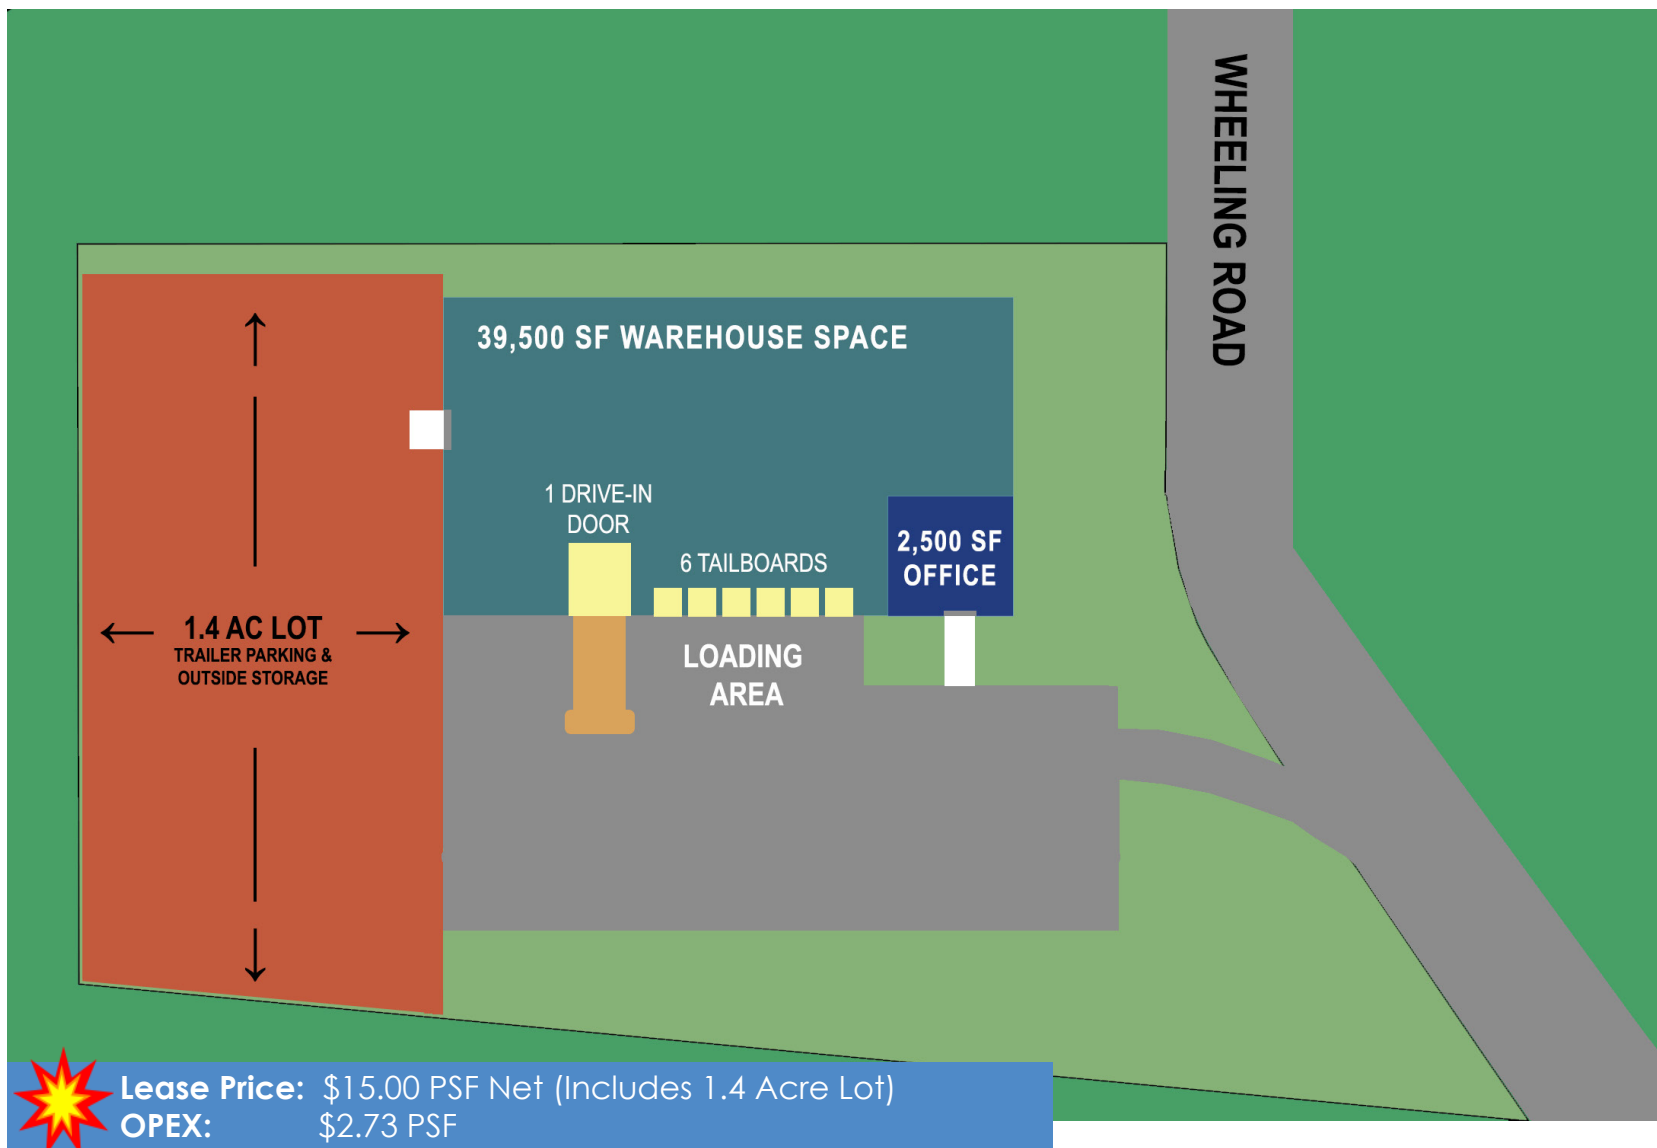 WHEELING ROAD
39,500 SF WAREHOUSE SPACE
1 DRIVE-IN
DOOR
6 TAILBOARDS
2,500 SF
OFFICE
1.4 AC LOT
TRAILER PARKING &
OUTSIDE STORAGE
LOADING
AREA
Lease Price: $15.00 PSF Net (Includes 1.4 Acre Lot)
OPEX: $2.73 PSF